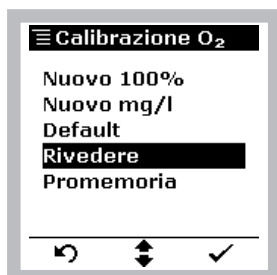 Calibrazione O₂
Nuovo 100%
Nuovo mg/l
Default
Rivedere
Promemoria